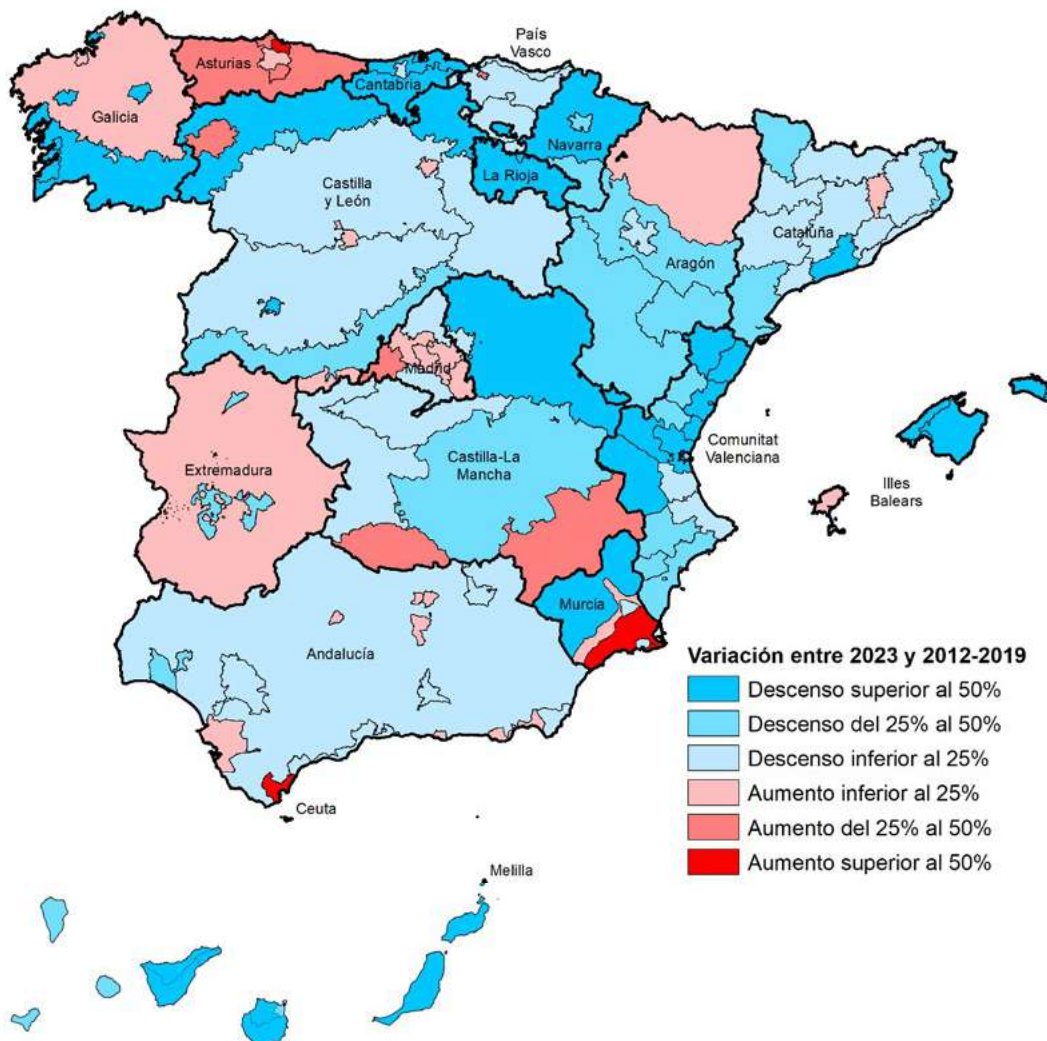 País
Vasco
Asturias
Cantabria
Galicia
Navarra
La Rioja
Castilla
y León
Cataluña
Aragón
Madrid
Comunitat
Valenciana
Castilla-La
Mancha
Extremadura
Illes
Balears
Murcia
Andalucía
Variación entre 2023 y 2012-2019
Descenso superior al 50%
Descenso del 25% al 50%
Descenso inferior al 25%
Aumento inferior al 25%
Aumento del 25% al 50%
Aumento superior al 50%
Ceuta
Melilla